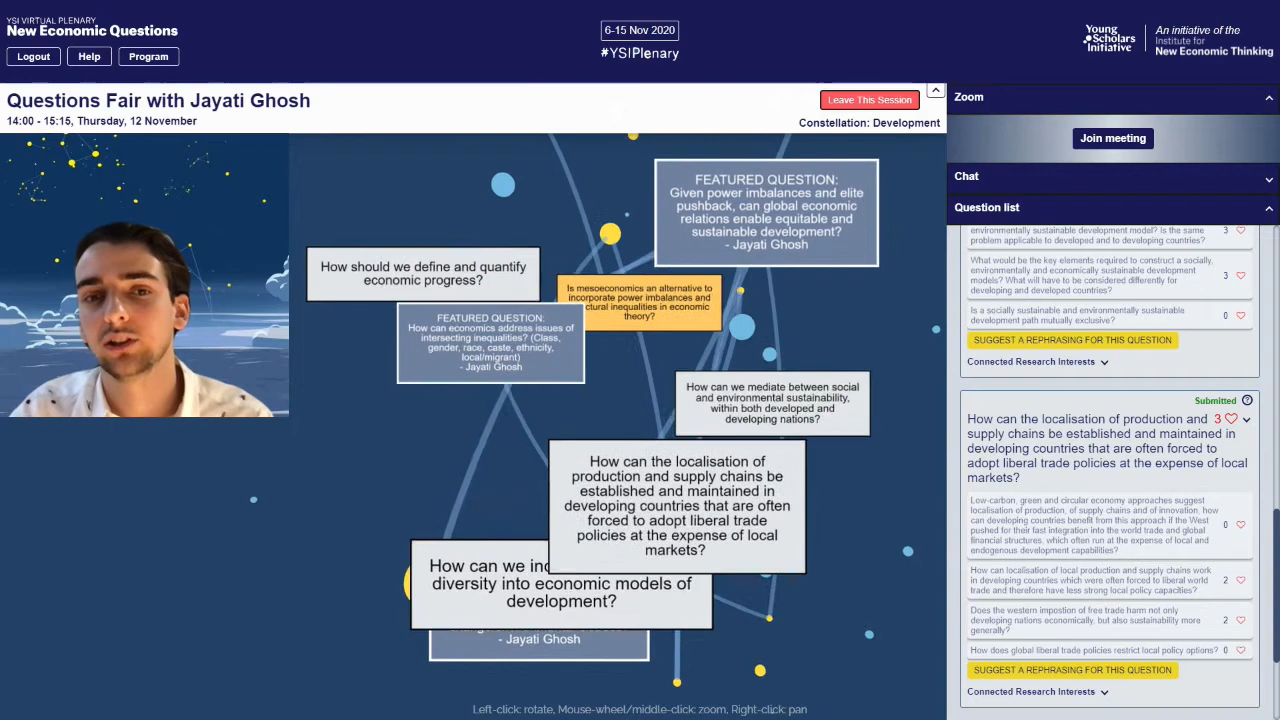 YSI VIRTUAL PLENARY
New Economic Questions
Logout
Help
Program
6-15 Nov 2020
#YSIPlenary
Young
Scholars
Initiative
An initiative of the
Institute for
New Economic Thinking
Questions Fair with Jayati Ghosh
14:00 - 15:15, Thursday, 12 November
Leave This Session
Constellation: Development
FEATURED QUESTION:
Given power imbalances and elite
pushback, can global economic
relations enable equitable and
sustainable development?
- Jayati Ghosh
How should we define and quantify
economic progress?
Is mesoeconomics an alternative to
incorporate power imbalances and
inequalities in economic
theory?
FEATURED QUESTION:
How can economics address issues of
intersecting inequalities? (Class,
gender, race, caste, ethnicity,
local/migrant)
- Jayati Ghosh
How can we mediate between social
and environmental sustainability,
within both developed and
developing nations?
How can the localisation of
production and supply chains be
established and maintained in
developing countries that are often
forced to adopt liberal trade
policies at the expense of local
markets?
How can we
diversity into economic models of
development?
- Jayati Ghosh
Left-click: rotate, Mouse-wheel/middle-click: zoom, Right-click: pan
Zoom
Join meeting
Chat
Question list
environmentally sustainable development model? Is the same
problem applicable to developed and to developing countries?
3
What would be the key elements required to construct a socially,
environmentally and economically sustainable development
models? What will have to be considered differently for
developing and developed countries?
3
Is a socially sustainable and environmentally sustainable
development path mutually exclusive?
0
SUGGEST A REPHRASING FOR THIS QUESTION
Connected Research Interests
Submitted
How can the localisation of production and
supply chains be established and maintained in
developing countries that are often forced to
adopt liberal trade policies at the expense of local
markets?
3
Low-carbon, green and circular economy approaches suggest
localisation of production, of supply chains and of innovation, how
can developing countries benefit from this approach if the West
pushed for their fast integration into the world trade and global
financial structures, which often run at the expense of local and
endogenous development capabilities?
0
How can localisation of local production and supply chains work
in developing countries which were often forced to liberal world
trade and therefore have less strong local policy capacities?
2
Does the western impostion of free trade harm not only
developing nations economically, but also sustainability more
generally?
2
How does global liberal trade policies restrict local policy options?
0
SUGGEST A REPHRASING FOR THIS QUESTION
Connected Research Interests